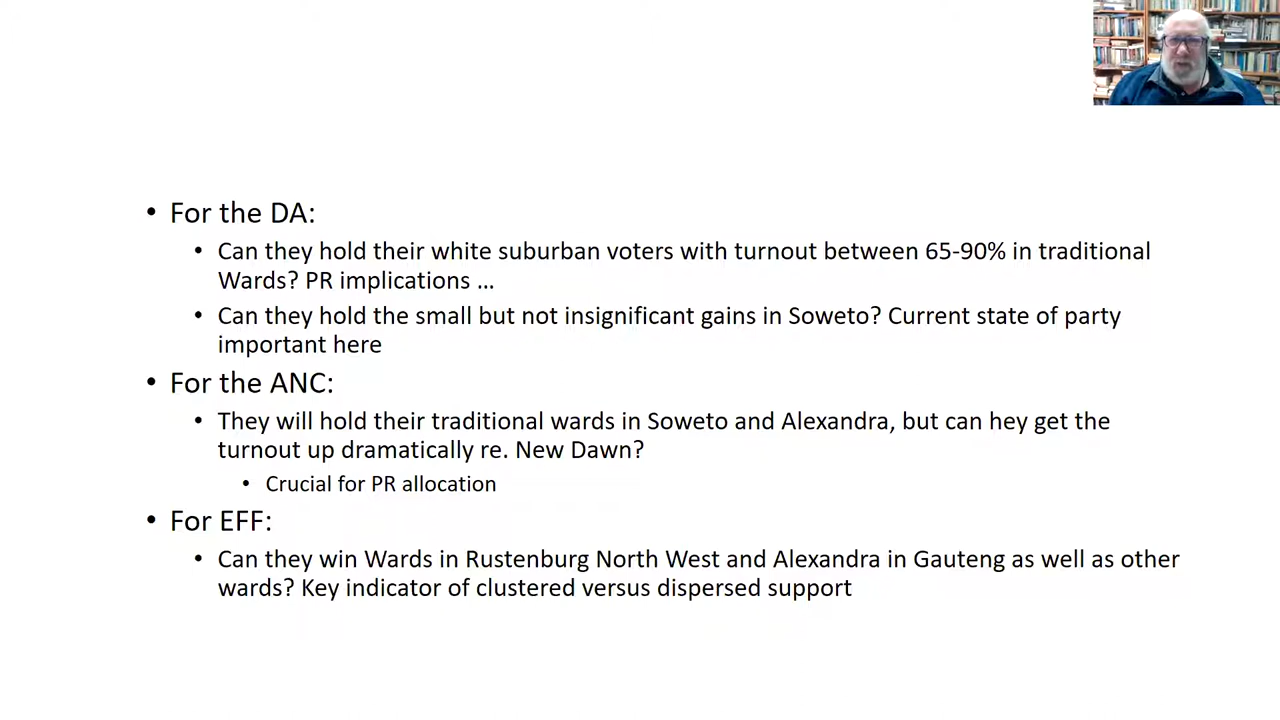 • For the DA:
• Can they hold their white suburban voters with turnout between 65-90% in traditional
Wards? PR implications ...
• Can they hold the small but not insignificant gains in Soweto? Current state of party
important here
• For the ANC:
• They will hold their traditional wards in Soweto and Alexandra, but can hey get the
turnout up dramatically re. New Dawn?
• Crucial for PR allocation
• For EFF:
• Can they win Wards in Rustenburg North West and Alexandra in Gauteng as well as other
wards? Key indicator of clustered versus dispersed support